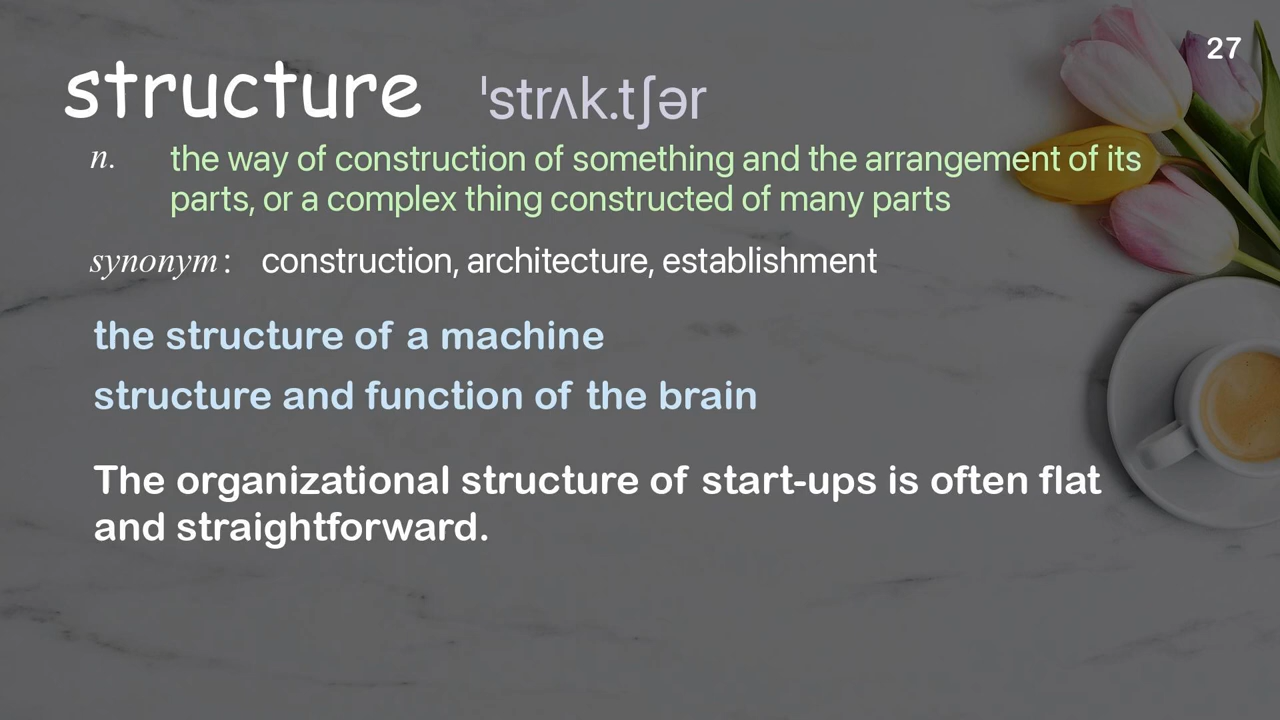 27
structure ˈstrʌk.tʃər
n. the way of construction of something and the arrangement of its
parts, or a complex thing constructed of many parts
synonym: construction, architecture, establishment
the structure of a machine
structure and function of the brain
The organizational structure of start-ups is often flat
and straightforward.